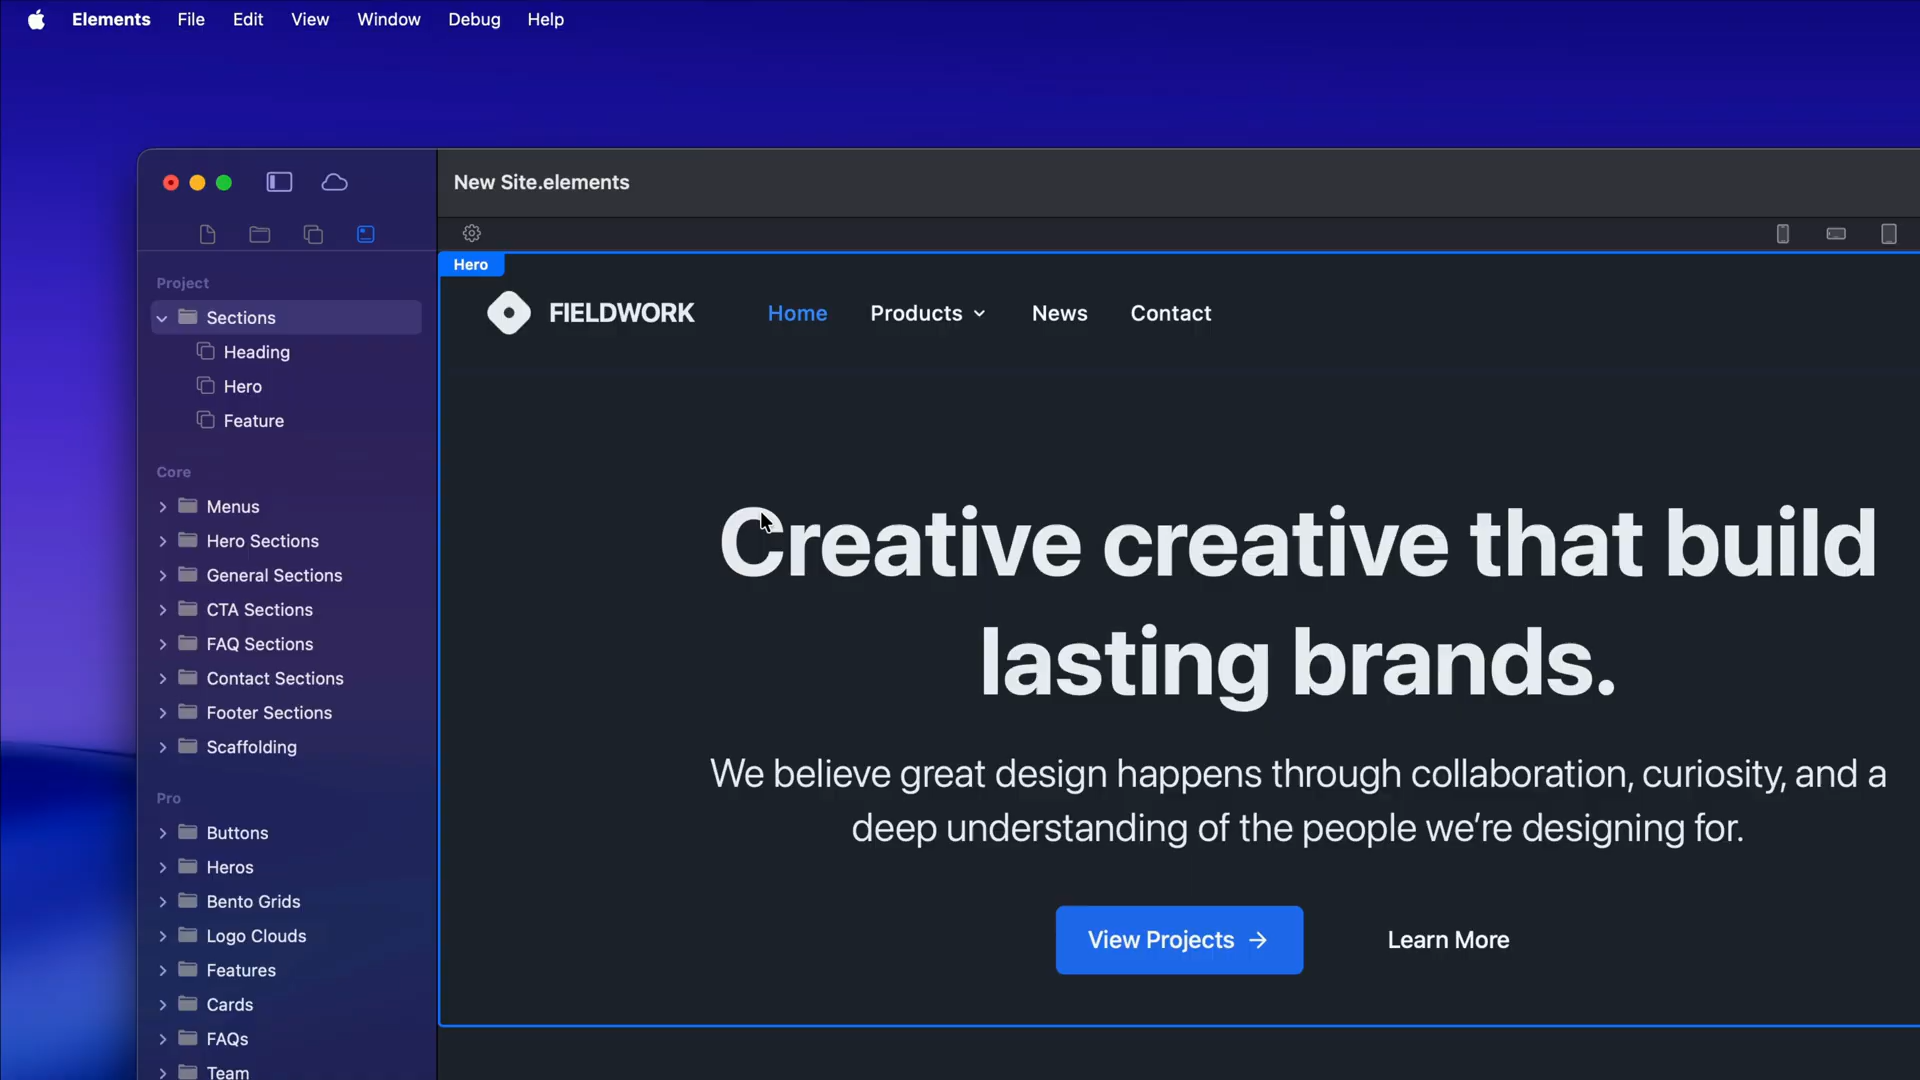 Elements File Edit View Window Debug Help
New Site.elements
Project
Sections
Heading
Hero
Feature
Core
Menus
Hero Sections
General Sections
CTA Sections
FAQ Sections
Contact Sections
Footer Sections
Scaffolding
Pro
Buttons
Heros
Bento Grids
Logo Clouds
Features
Cards
FAQs
Team
Hero
FIELDWORK Home Products News Contact
Creative creative that build
lasting brands.
We believe great design happens through collaboration, curiosity, and a
deep understanding of the people we’re designing for.
View Projects → Learn More